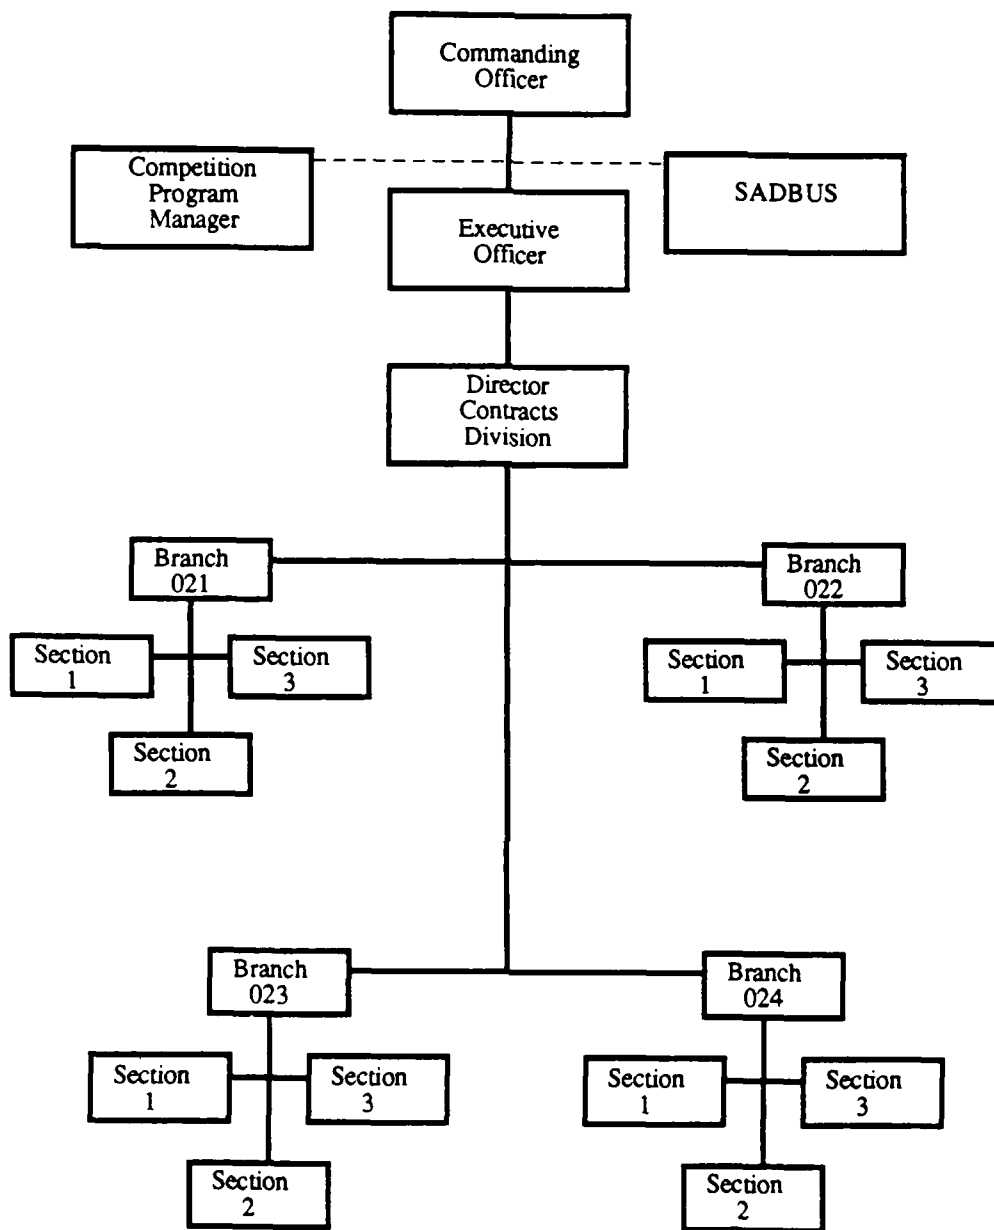 Commanding
Officer
Competition
Program
Manager
SADBUS
Executive
Officer
Director
Contracts
Division
Branch
021
Branch
022
Section
1
Section
3
Section
1
Section
3
Section
2
Section
2
Branch
023
Branch
024
Section
1
Section
3
Section
1
Section
3
Section
2
Section
2